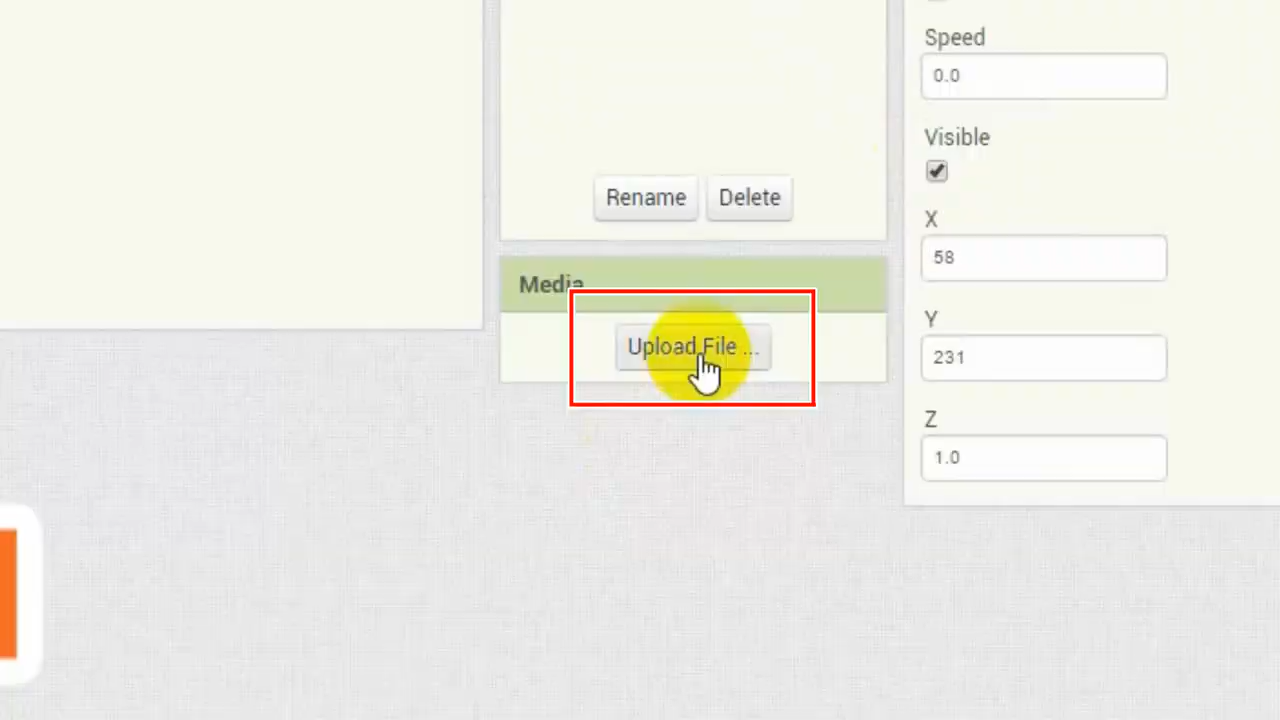 Speed
0.0
Visible
Rename Delete
X
58
Media
Y
Upload File ...
231
Z
1.0